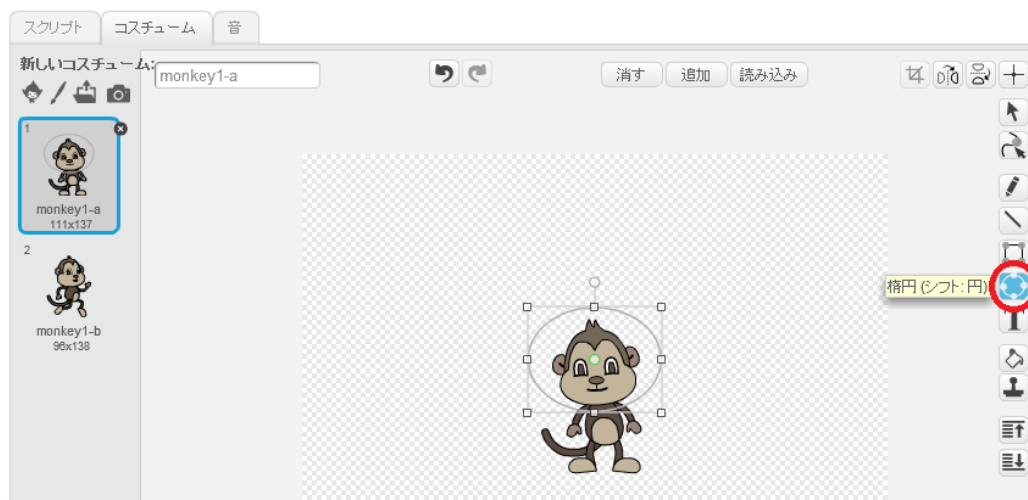 スクリプト
コスチューム
音
新しいコスチューム:
monkey1-a
消す
追加
読み込み
1
monkey1-a
111x137
2
monkey1-b
96x138
楕円(シフト: 円)
T